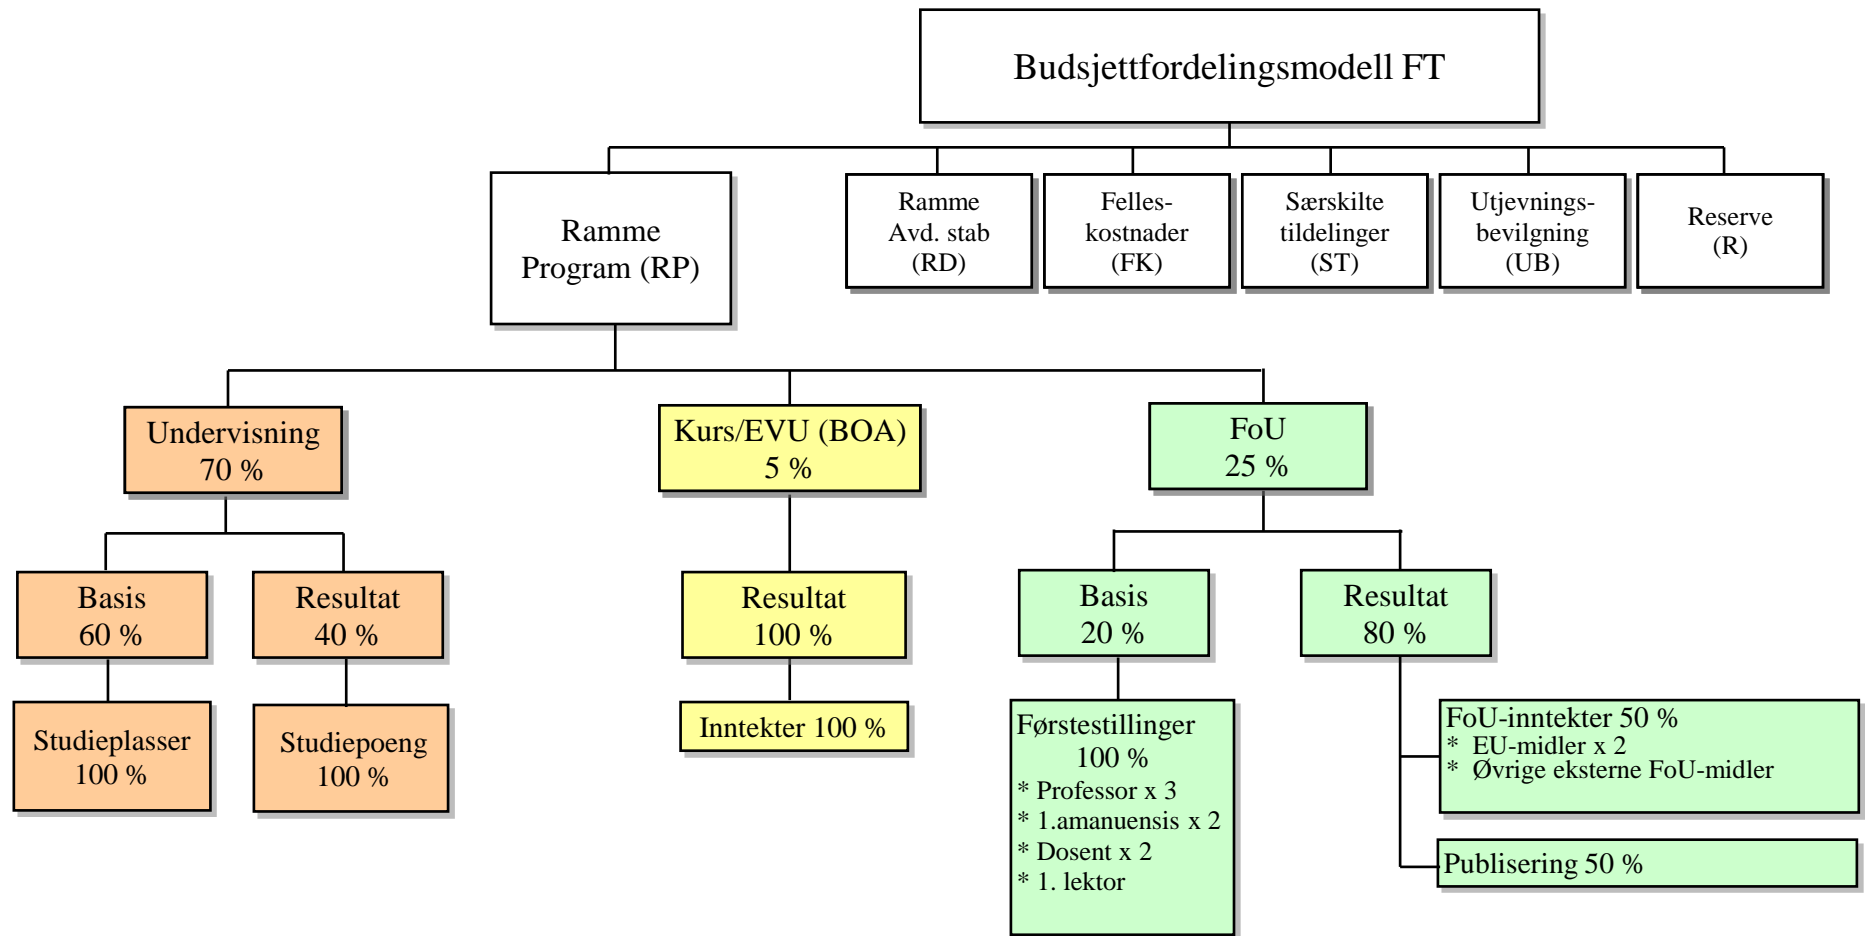 Budsjettfordelingsmodell FT
Ramme
Program (RP)
Ramme
Avd. stab
(RD)
Felles-
kostnader
(FK)
Særskilte
tildelinger
(ST)
Utjevnings-
bevilgning
(UB)
Reserve
(R)
Undervisning
70 %
Kurs/EVU (BOA)
5 %
FoU
25 %
Basis
60 %
Resultat
40 %
Resultat
100 %
Basis
20 %
Resultat
80 %
Studieplasser
100 %
Studiepoeng
100 %
Inntekter 100 %
Førstestillinger
100 %
* Professor x 3
* 1.amanuensis x 2
* Dosent x 2
* 1. lektor
FoU-inntekter 50 %
* EU-midler x 2
* Øvrige eksterne FoU-midler
Publisering 50 %